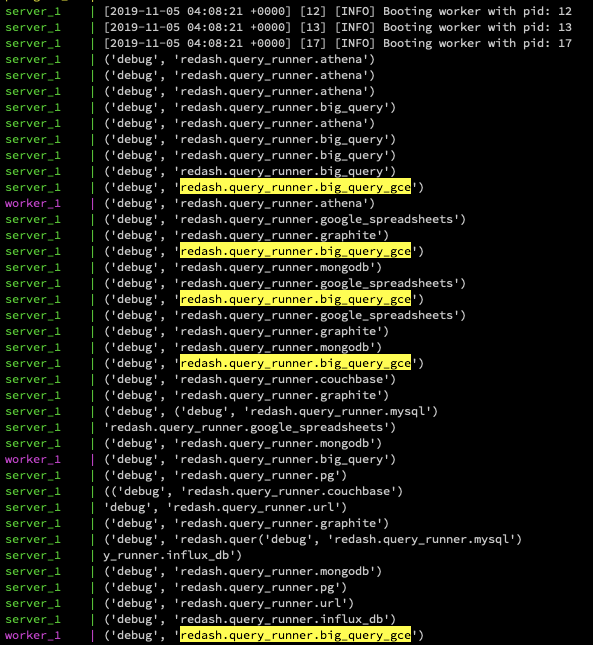 server_1 | [2019-11-05 04:08:21 +0000] [12] [INFO] Booting worker with pid: 12
server_1 | [2019-11-05 04:08:21 +0000] [13] [INFO] Booting worker with pid: 13
server_1 | [2019-11-05 04:08:21 +0000] [17] [INFO] Booting worker with pid: 17
server_1 | ('debug', 'redash.query_runner.athena')
server_1 | ('debug', 'redash.query_runner.athena')
server_1 | ('debug', 'redash.query_runner.athena')
server_1 | ('debug', 'redash.query_runner.big_query')
server_1 | ('debug', 'redash.query_runner.athena')
server_1 | ('debug', 'redash.query_runner.big_query')
server_1 | ('debug', 'redash.query_runner.big_query')
server_1 | ('debug', 'redash.query_runner.big_query')
server_1 | ('debug', 'redash.query_runner.big_query_gce')
worker_1 | ('debug', 'redash.query_runner.athena')
server_1 | ('debug', 'redash.query_runner.google_spreadsheets')
server_1 | ('debug', 'redash.query_runner.graphite')
server_1 | ('debug', 'redash.query_runner.big_query_gce')
server_1 | ('debug', 'redash.query_runner.mongodb')
server_1 | ('debug', 'redash.query_runner.google_spreadsheets')
server_1 | ('debug', 'redash.query_runner.big_query_gce')
server_1 | ('debug', 'redash.query_runner.google_spreadsheets')
server_1 | ('debug', 'redash.query_runner.graphite')
server_1 | ('debug', 'redash.query_runner.mongodb')
server_1 | ('debug', 'redash.query_runner.big_query_gce')
server_1 | ('debug', 'redash.query_runner.couchbase')
server_1 | ('debug', 'redash.query_runner.graphite')
server_1 | ('debug', ('debug', 'redash.query_runner.mysql')
server_1 | 'redash.query_runner.google_spreadsheets')
server_1 | ('debug', 'redash.query_runner.mongodb')
worker_1 | ('debug', 'redash.query_runner.big_query')
server_1 | ('debug', 'redash.query_runner.pg')
server_1 | (('debug', 'redash.query_runner.couchbase')
server_1 | 'debug', 'redash.query_runner.url')
server_1 | ('debug', 'redash.query_runner.graphite')
server_1 | ('debug', 'redash.quer('debug', 'redash.query_runner.mysql')
server_1 | y_runner.influx_db')
server_1 | ('debug', 'redash.query_runner.mongodb')
server_1 | ('debug', 'redash.query_runner.pg')
server_1 | ('debug', 'redash.query_runner.url')
server_1 | ('debug', 'redash.query_runner.influx_db')
worker_1 | ('debug', 'redash.query_runner.big_query_gce')